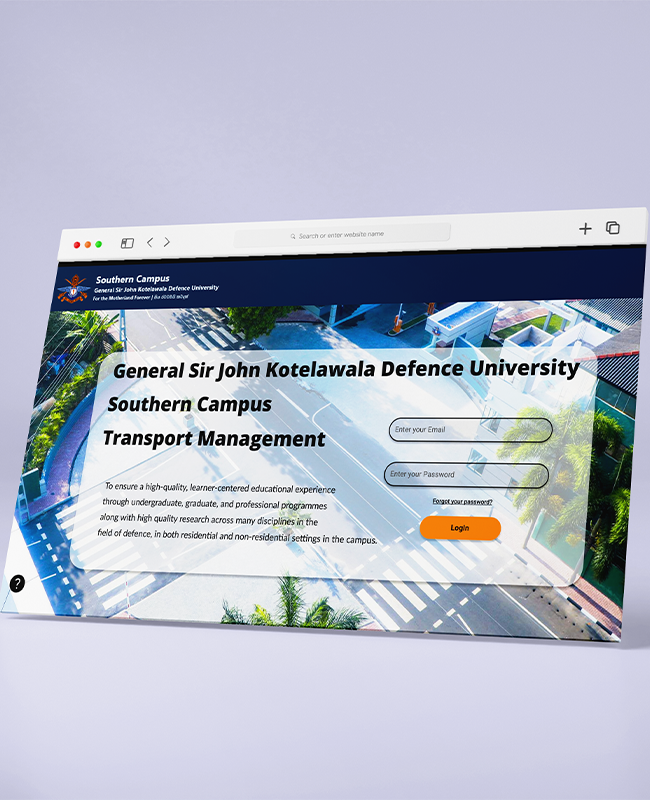 Search or enter website name
Southern Campus
General Sir John Kotelawala Defence University
For the Motherland Forever |
General Sir John Kotelawala Defence University
Southern Campus
Transport Management
Enter your Email
Enter your Password
Forgot your password?
Login
To ensure a high-quality, learner-centered educational experience
through undergraduate, graduate, and professional programmes
along with high quality research across many disciplines in the
field of defence, in both residential and non-residential settings in the campus.
?